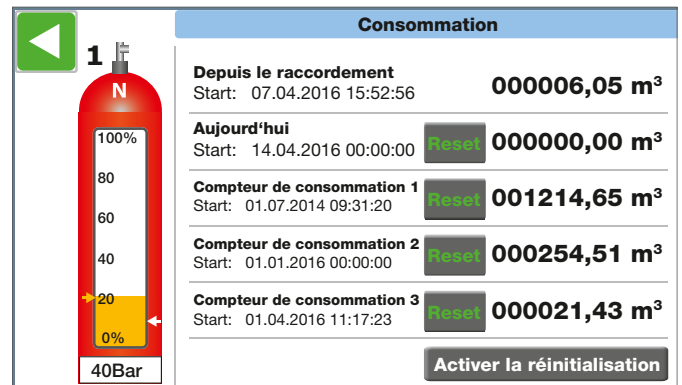 Consommation
1
N
100%
80
60
40
20
0%
40Bar
Depuis le raccordement
Start: 07.04.2016 15:52:56
000006,05 m³
Aujourd‘hui
Start: 14.04.2016 00:00:00
Reset
000000,00 m³
Compteur de consommation 1
Start: 01.07.2014 09:31:20
Reset
001214,65 m³
Compteur de consommation 2
Start: 01.01.2016 00:00:00
Reset
000254,51 m³
Compteur de consommation 3
Start: 01.04.2016 11:17:23
Reset
000021,43 m³
Activer la réinitialisation